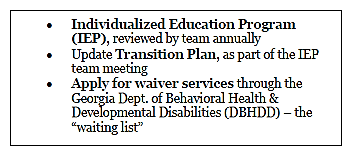 • Individualized Education Program
(IEP), reviewed by team annually
• Update Transition Plan, as part of the IEP
team meeting
• Apply for waiver services through the
Georgia Dept. of Behavioral Health &
Developmental Disabilities (DBHDD) – the
“waiting list”